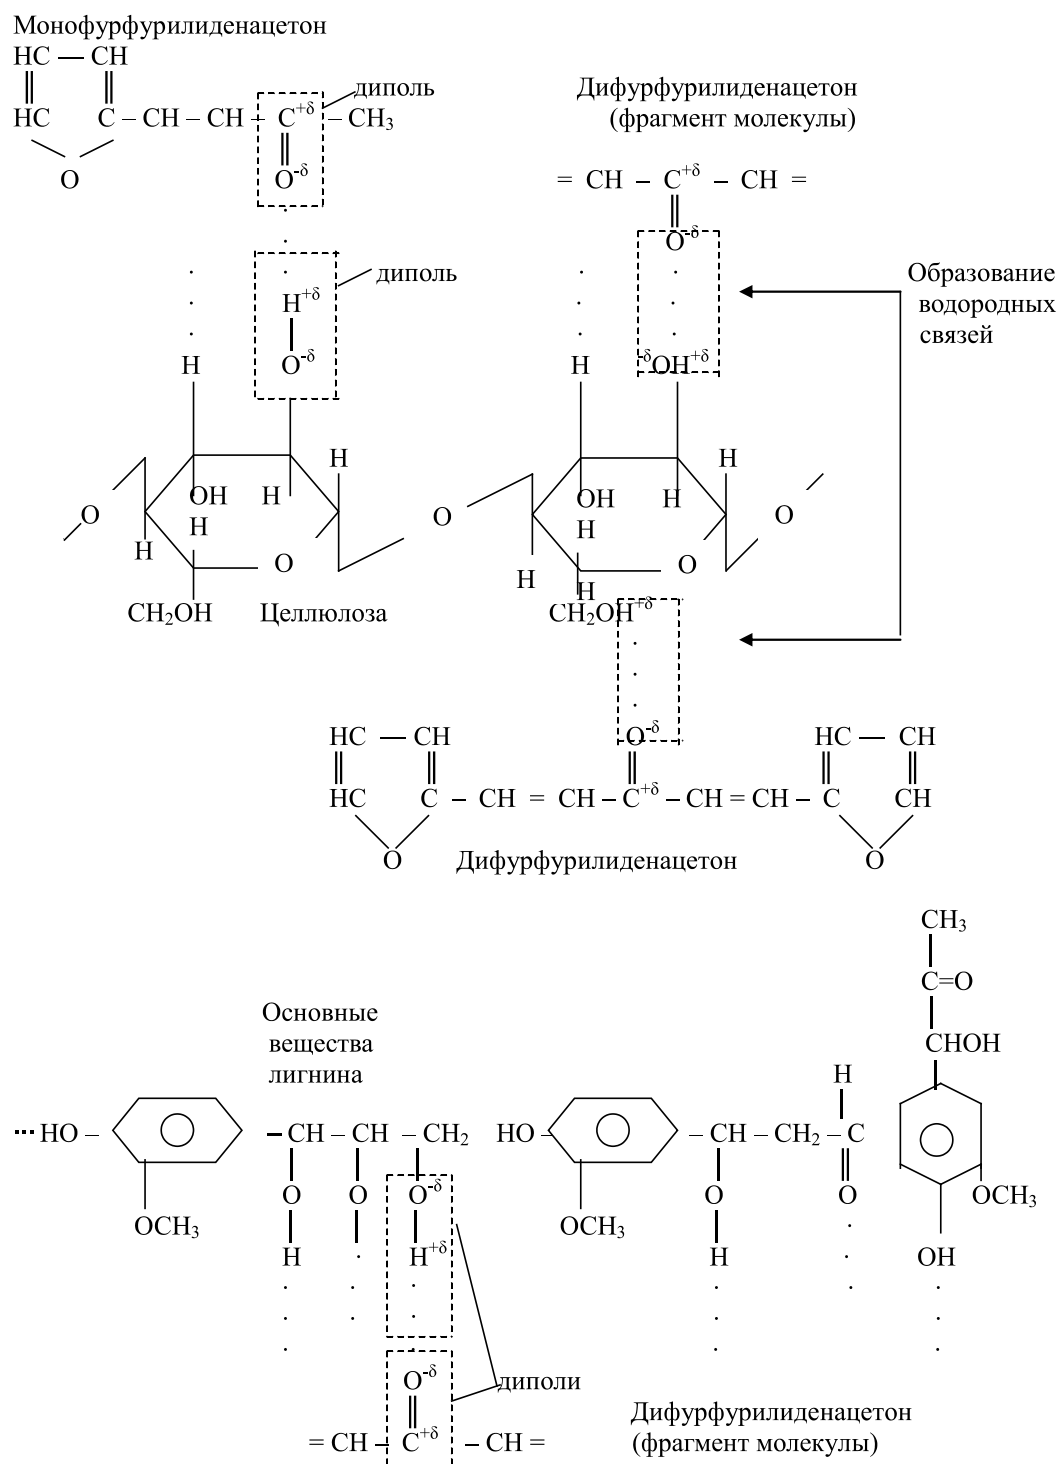 Монофурфурилиденацетон
HC — CH
диполь
Дифурфурилиденацетон
(фрагмент молекулы)
HC C – CH – CH – C+δ – CH3
O
O-δ
= CH – C+δ – CH =
O-δ
диполь
Образование
водородных
связей
H+δ
H O-δ H -δOH+δ
H H
OH H OH H
O H O H O
H O H O
H
CH2OH Целлюлоза CH2OH+δ
O-δ
HC — CH HC — CH
HC C – CH = CH – C+δ – CH = CH – C CH
O Дифурфурилиденацетон O
CH3
C=O
Основные
вещества
лигнина
CHOH
H
···HO – – CH – CH – CH2 HO – – CH – CH2 – C
O O O-δ O O OCH3
OCH3 OCH3
H H+δ H OH
O-δ
диполи
Дифурфурилиденацетон
(фрагмент молекулы)
= CH – C+δ – CH =